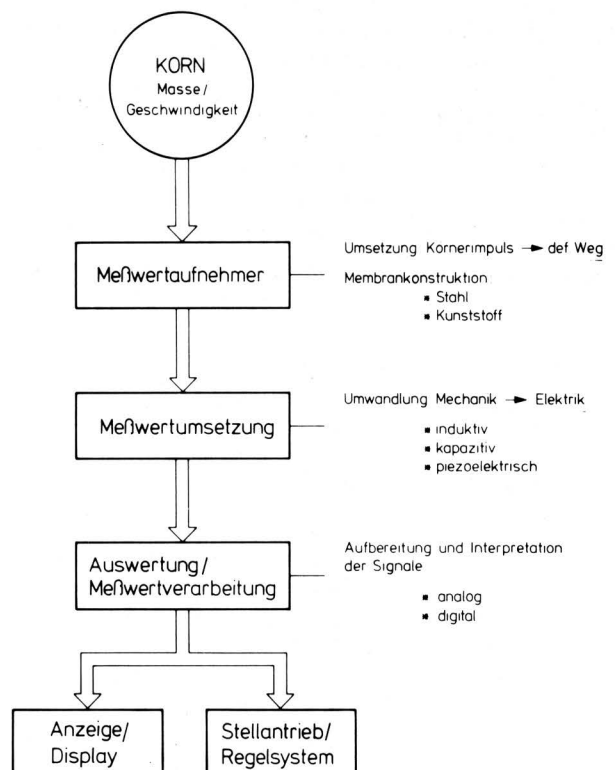 KORN
Masse/
Geschwindigkeit
Meßwertaufnehmer
Umsetzung Kornerimpuls → def Weg
Membrankonstruktion
▪ Stahl
▪ Kunststoff
Meßwertumsetzung
Umwandlung Mechanik → Elektrik
▪ induktiv
▪ kapazitiv
▪ piezoelektrisch
Auswertung/
Meßwertverarbeitung
Aufbereitung und Interpretation
der Signale
▪ analog
▪ digital
Anzeige/
Display
Stellantrieb/
Regelsystem